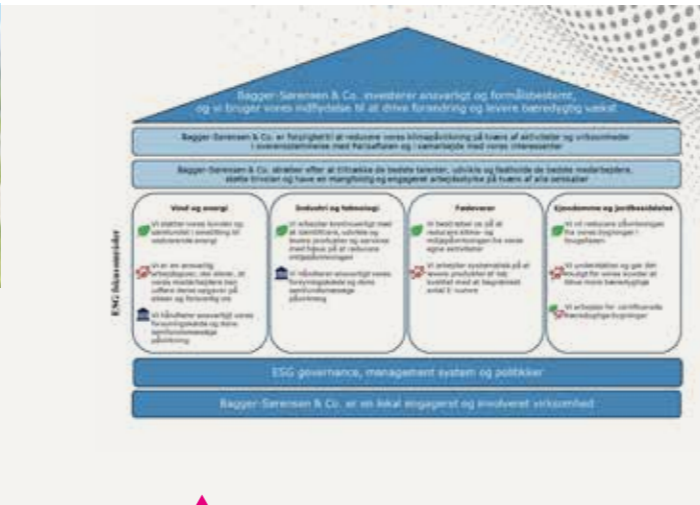 Bagger-Sørensen & Co. investerer ansvarligt og formålsbestemt,
og vi bruger vores indflydelse til at drive forandring og levere bæredygtig vækst
Bagger-Sørensen & Co. er forpligtet til at reducere vores klimapåvirkning på tværs af aktiviteter og virksomheder
i overensstemmelse med Parisaftalen og i samarbejde med vores interessenter
Bagger-Sørensen & Co. stræber efter at tiltrække de bedste talenter, udvikle og fastholde de bedste medarbejdere,
støtte trivslen og have en mangfoldig og engageret arbejdsstyrke på tværs af alle selskaber
ESG fokusområder
Vind og energi
Vi støtter vores kunder og
samfundet i omstilling til
vedvarende energi
Vi er en ansvarlig
arbejdsgiver, der sikrer, at
vores medarbejdere kan
udføre deres opgaver på
sikker og forsvarlig vis
Vi håndterer ansvarligt vores
forsyningskæde og dens
samfundsmæssige
påvirkning
Industri og teknologi
Vi arbejder kontinuerligt med
at identificere, udvikle og
levere produkter og services
med fokus på at reducere
miljøpåvirkningen
Vi håndterer ansvarligt vores
forsyningskæde og dens
samfundsmæssige
påvirkning
Fødevarer
Vi bestræber os på at
reducere klima- og
miljøpåvirkningen fra vores
egne aktiviteter
Vi arbejder systematisk på at
levere produkter af høj
kvalitet med et begrænset
antal E-numre
Ejendomme og jordbesiddelse
Vi vil reducere påvirkningen
fra vores bygninger i
brugsfasen
Vi understøtter og gør det
muligt for vores kunder at
blive mere bæredygtige
Vi arbejder for certificerede
bæredygtige bygninger
ESG governance, management system og politikker
Bagger-Sørensen & Co. er en lokal engageret og involveret virksomhed